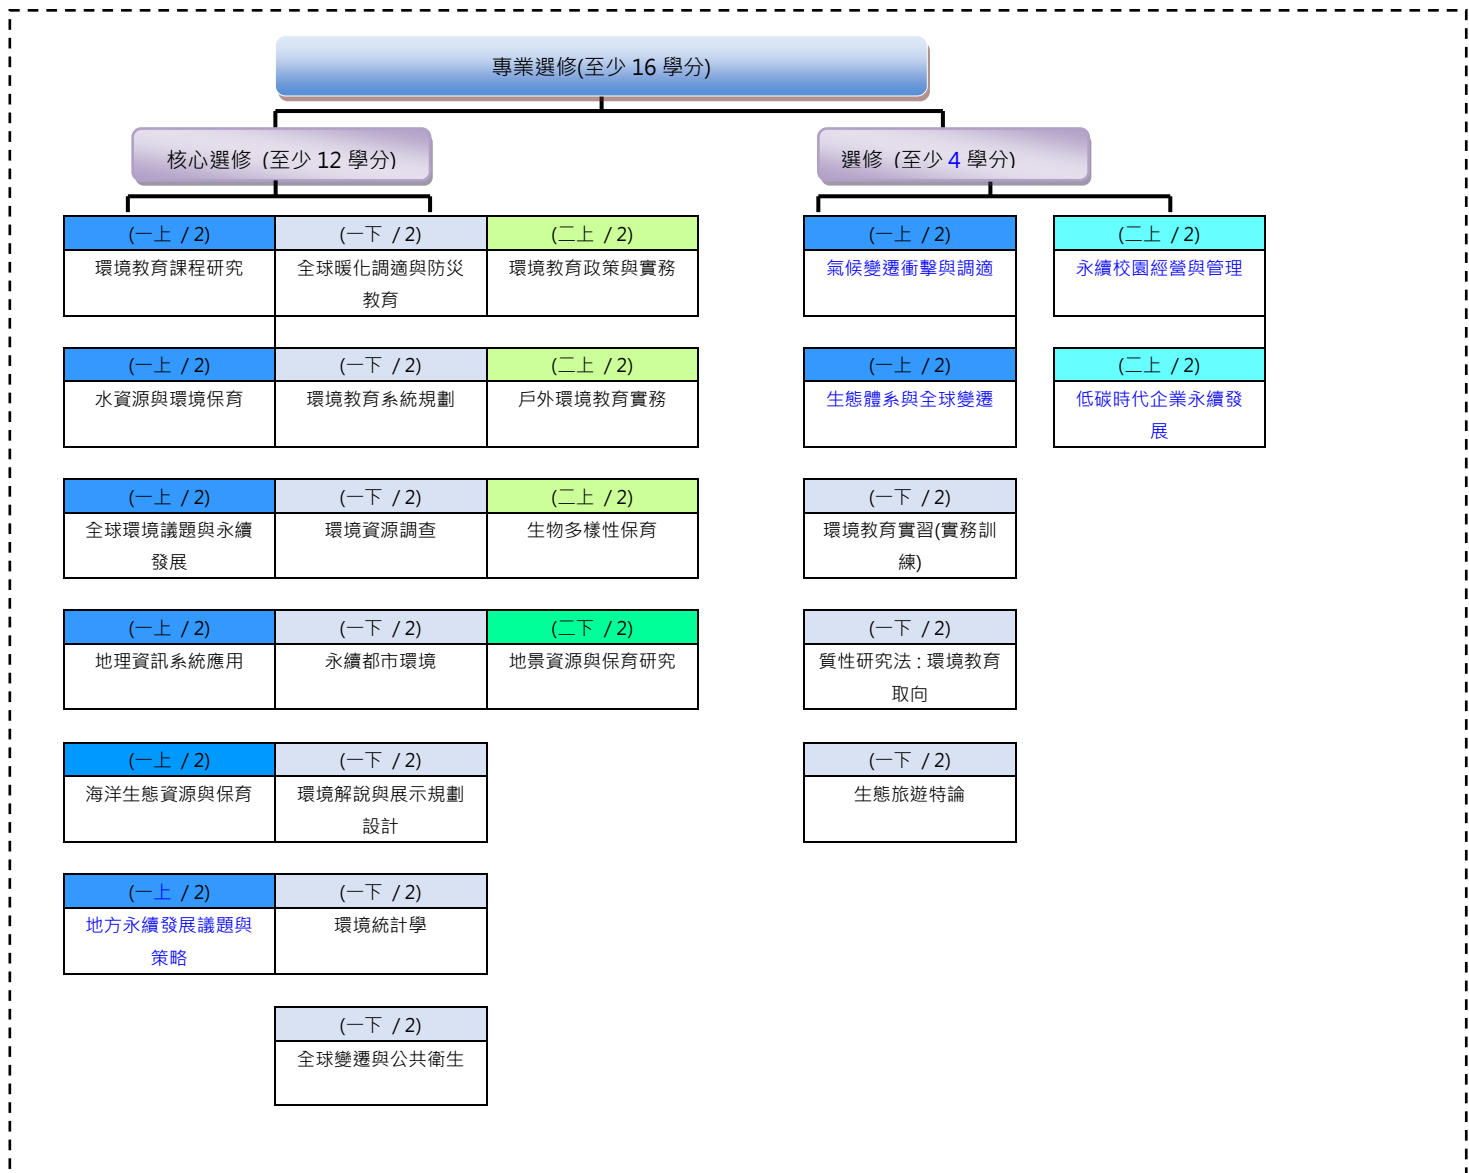 專業選修(至少 16 學分)
核心選修 (至少 12 學分)
選修 (至少 4 學分)
(一上 / 2)
(一下 / 2)
(二上 / 2)
(一上 / 2)
(二上 / 2)
環境教育課程研究
全球暖化調適與防災
教育
環境教育政策與實務
氣候變遷衝擊與調適
永續校園經營與管理
(一上 / 2)
(一下 / 2)
(二上 / 2)
(一上 / 2)
(二上 / 2)
水資源與環境保育
環境教育系統規劃
戶外環境教育實務
生態體系與全球變遷
低碳時代企業永續發
展
(一上 / 2)
(一下 / 2)
(二上 / 2)
(一下 / 2)
全球環境議題與永續
發展
環境資源調查
生物多樣性保育
環境教育實習(實務訓
練)
(一上 / 2)
(一下 / 2)
(二下 / 2)
(一下 / 2)
地理資訊系統應用
永續都市環境
地景資源與保育研究
質性研究法：環境教育
取向
(一上 / 2)
(一下 / 2)
(一下 / 2)
海洋生態資源與保育
環境解說與展示規劃
設計
生態旅遊特論
(一上 / 2)
(一下 / 2)
地方永續發展議題與
策略
環境統計學
(一下 / 2)
全球變遷與公共衛生